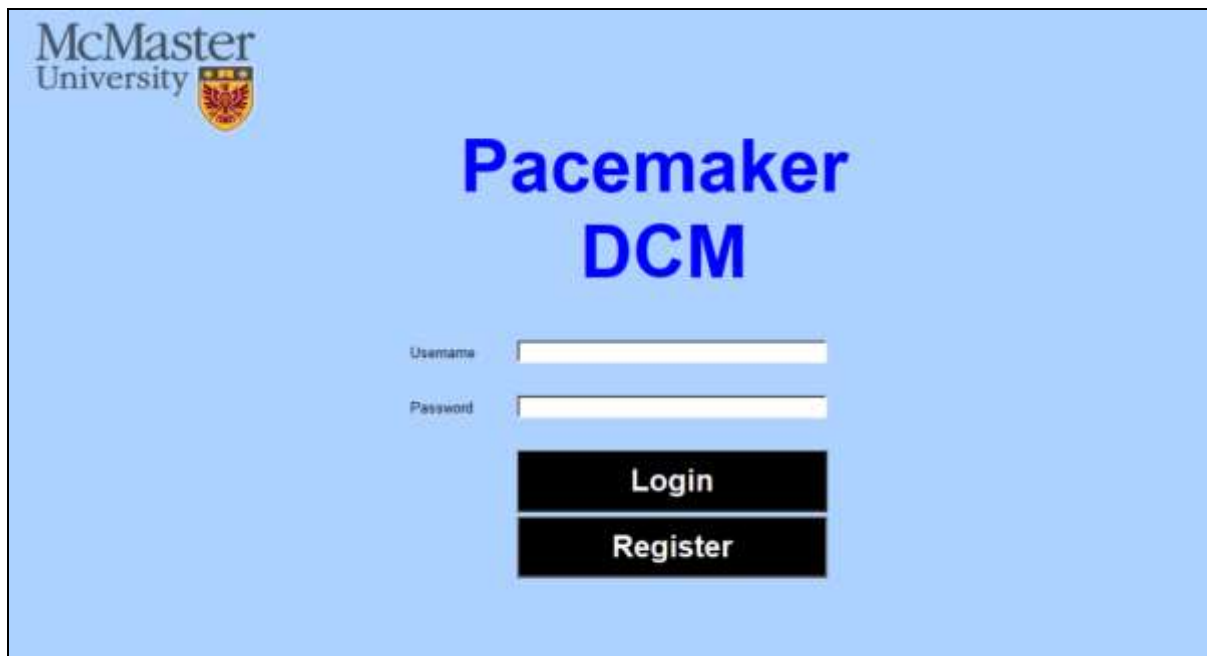 McMaster
University
Pacemaker
DCM
Username
Password
Login
Register